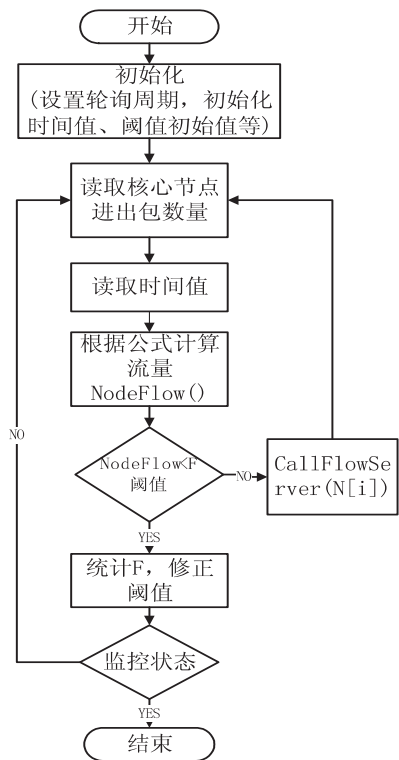 开始
初始化
(设置轮询周期，初始化
时间值、阈值初始值等)
读取核心节点
进出包数量
读取时间值
根据公式计算
流量
NodeFlow()
NO
NodeFlow<F
阈值
NO
CallFlowSe
rver(N[i])
YES
统计F，修正
阈值
监控状态
YES
结束